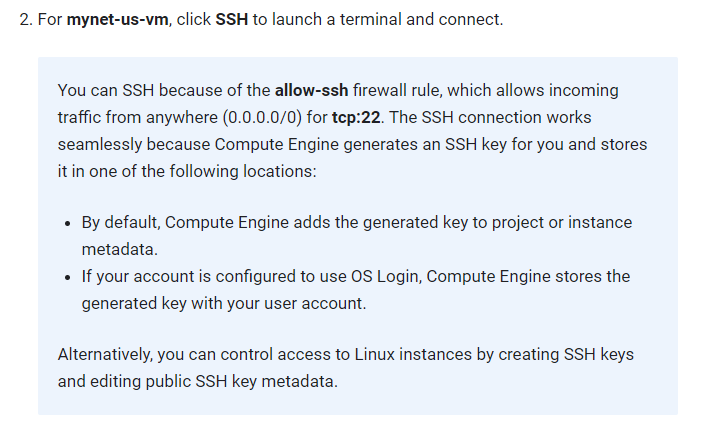 2. For mynet-us-vm, click SSH to launch a terminal and connect.
You can SSH because of the allow-ssh firewall rule, which allows incoming
traffic from anywhere (0.0.0.0/0) for tcp:22. The SSH connection works
seamlessly because Compute Engine generates an SSH key for you and stores
it in one of the following locations:
• By default, Compute Engine adds the generated key to project or instance
metadata.
• If your account is configured to use OS Login, Compute Engine stores the
generated key with your user account.
Alternatively, you can control access to Linux instances by creating SSH keys
and editing public SSH key metadata.